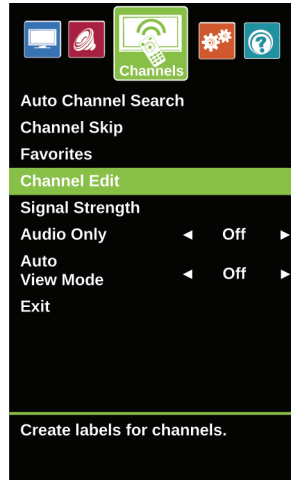 Channels
Auto Channel Search
Channel Skip
Favorites
Channel Edit
Signal Strength
Audio Only ◄ Off ►
Auto
View Mode ◄ Off ►
Exit
Create labels for channels.